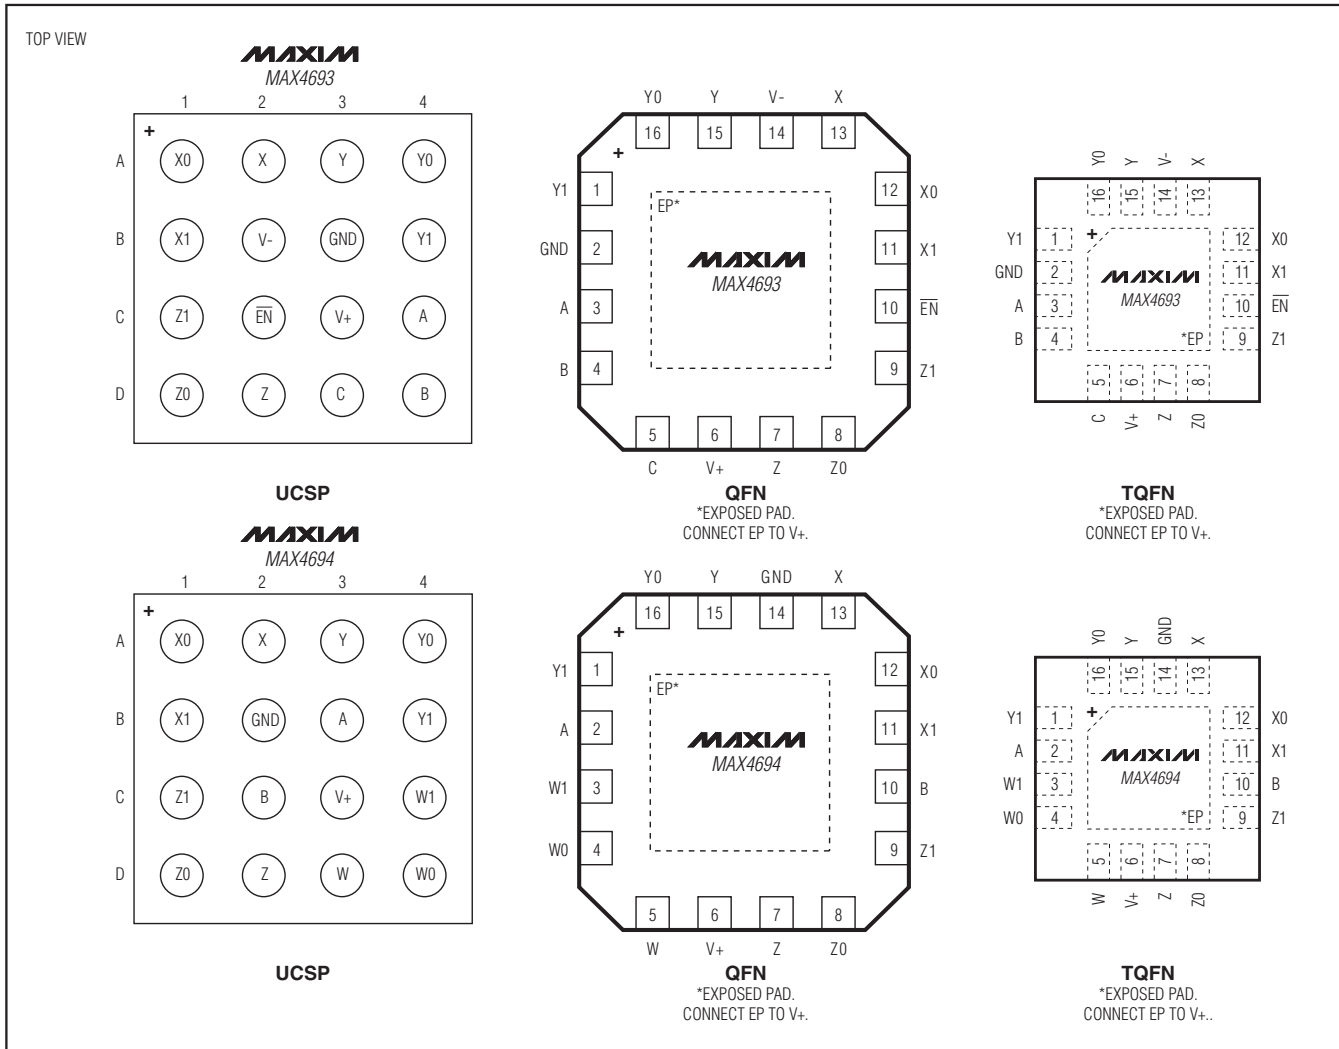 TOP VIEW
MAXIM
MAX4693
1 2 3 4
+
A X0 X Y Y0
B X1 V- GND Y1
C Z1 E̅N̅ V+ A
D Z0 Z C B
UCSP
Y0 Y V- X
16 15 14 13
+
Y1 1 12 X0
EP*
GND 2 11 X1
MAXIM
MAX4693
A 3 10 E̅N̅
B 4 9 Z1
5 6 7 8
C V+ Z Z0
QFN
*EXPOSED PAD.
CONNECT EP TO V+.
Y0 Y V- X
16 15 14 13
+
Y1 1 12 X0
GND 2 11 X1
MAXIM
MAX4693
A 3 10 E̅N̅
B 4 *EP 9 Z1
5 6 7 8
C V+ Z Z0
TQFN
*EXPOSED PAD.
CONNECT EP TO V+.
MAXIM
MAX4694
1 2 3 4
+
A X0 X Y Y0
B X1 GND A Y1
C Z1 B V+ W1
D Z0 Z W W0
UCSP
Y0 Y GND X
16 15 14 13
+
Y1 1 12 X0
EP*
A 2 11 X1
MAXIM
MAX4694
W1 3 10 B
W0 4 9 Z1
5 6 7 8
W V+ Z Z0
QFN
*EXPOSED PAD.
CONNECT EP TO V+.
Y0 Y GND X
16 15 14 13
+
Y1 1 12 X0
A 2 11 X1
MAXIM
MAX4694
W1 3 10 B
W0 4 *EP 9 Z1
5 6 7 8
W V+ Z Z0
TQFN
*EXPOSED PAD.
CONNECT EP TO V+..